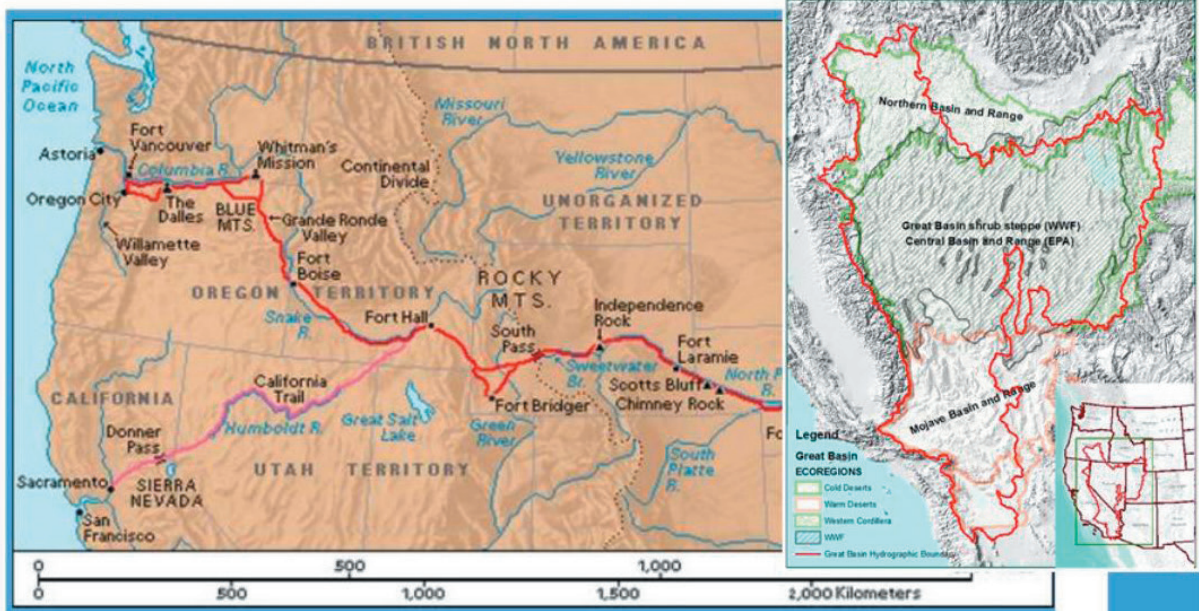 BRITISH NORTH AMERICA
North
Pacific
Ocean
Missouri
River
Fort
Vancouver
Whitman's
Mission
Astoria
Columbia R.
Continental
Divide
Yellowstone
River
Oregon City
The
Dalles
BLUE
MTS.
UNORGANIZED
TERRITORY
Grande Ronde
Valley
Willamette
Valley
Fort
Boise
ROCKY
MTS.
OREGON TERRITORY
Independence
Rock
Snake
R.
Fort Hall
South
Pass
Fort
Laramie
Sweetwater
Br.
CALIFORNIA
California
Trail
Scotts Bluff
North P
R.
Chimney Rock
Great Salt
Lake
Fort Bridger
Donner
Pass
Humboldt R.
Green
River
UTAH TERRITORY
South
Platte
R.
Fo
Sacramento
SIERRA
NEVADA
San
Francisco
0 500 1,000
0 500 1,000 1,500 2,000 Kilometers
Northern Basin and Range
Great Basin shrub steppe (WWF)
Central Basin and Range (EPA)
Mojave Basin and Range
Legend
Great Basin
ECOREGIONS
Cold Deserts
Warm Deserts
Western Cordillera
WWF
Great Basin Hydrographic Bound